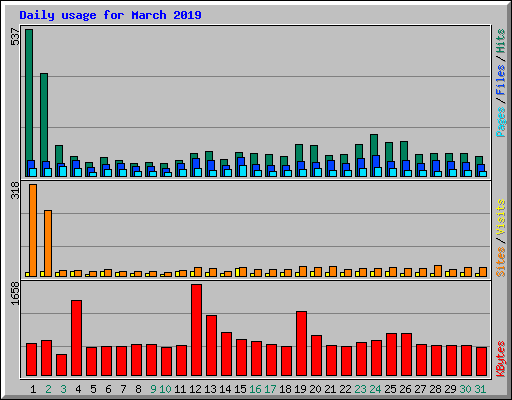 Daily usage for March 2019
537
Pages / Files / Hits
318
Sites / Visits
1658
KBytes
1 2 3 4 5 6 7 8 9 10 11 12 13 14 15 16 17 18 19 20 21 22 23 24 25 26 27 28 29 30 31